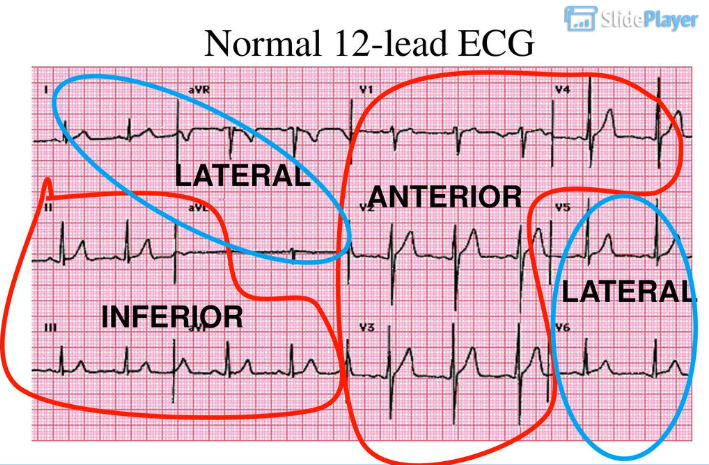 SlidePlayer
Normal 12-lead ECG
I aVR V1 V4
LATERAL
ANTERIOR
II aVL V2 V5
LATERAL
INFERIOR
III aVF V3 V6